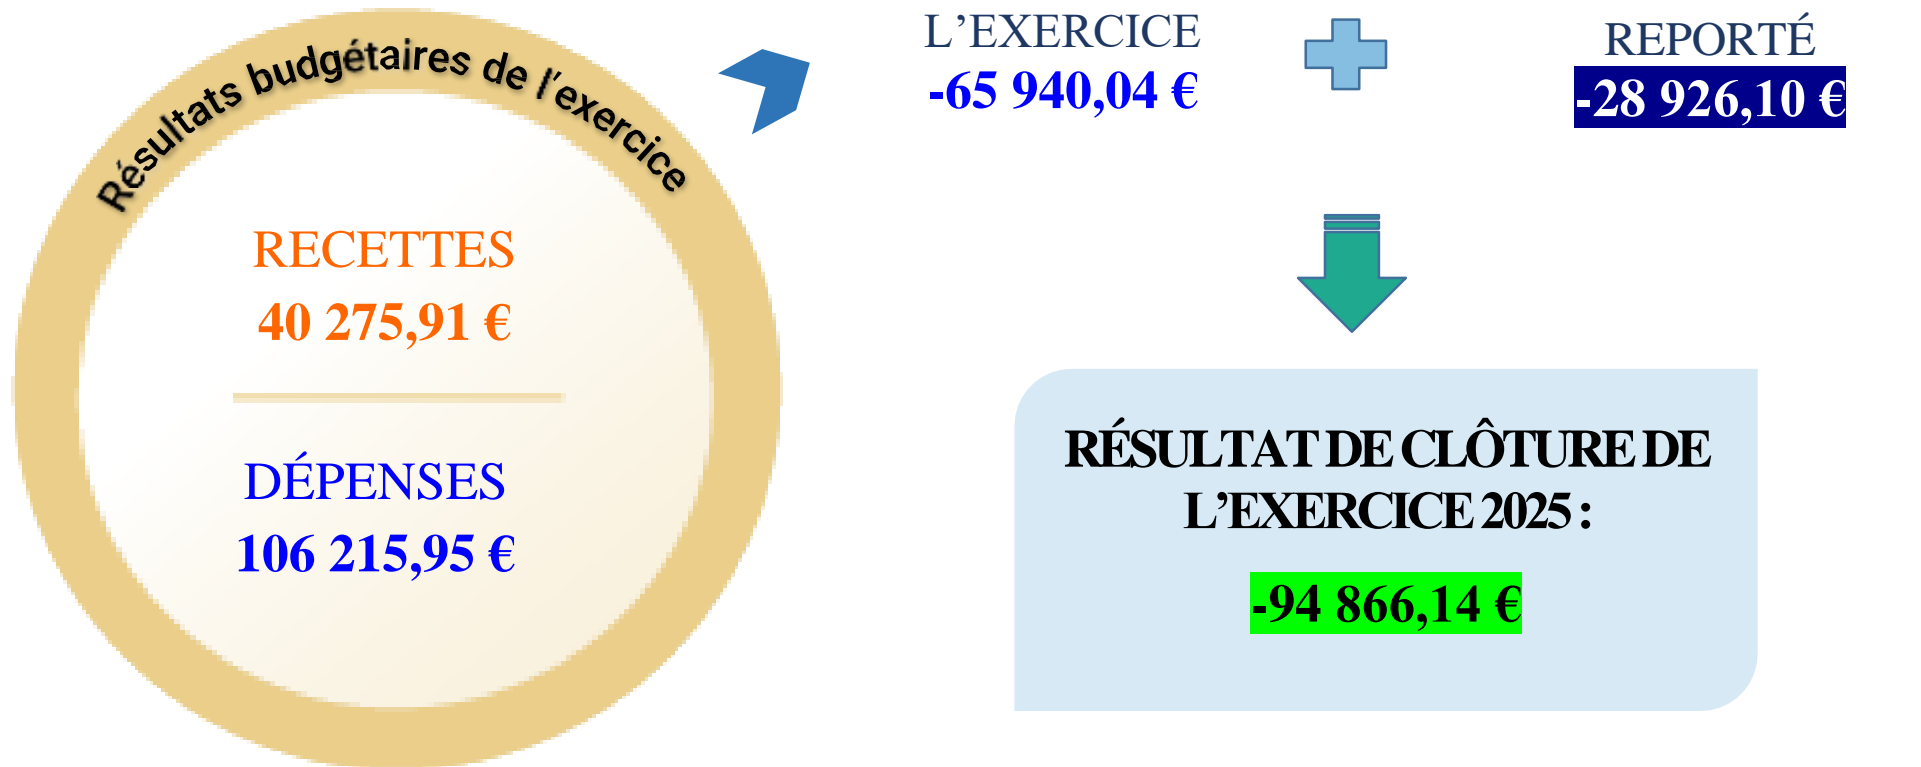 Résultats budgétaires de l'exercice
RECETTES
40 275,91 €
DÉPENSES
106 215,95 €
L’EXERCICE
-65 940,04 €
REPORTÉ
-28 926,10 €
RÉSULTAT DE CLÔTURE DE
L’EXERCICE 2025 :
-94 866,14 €